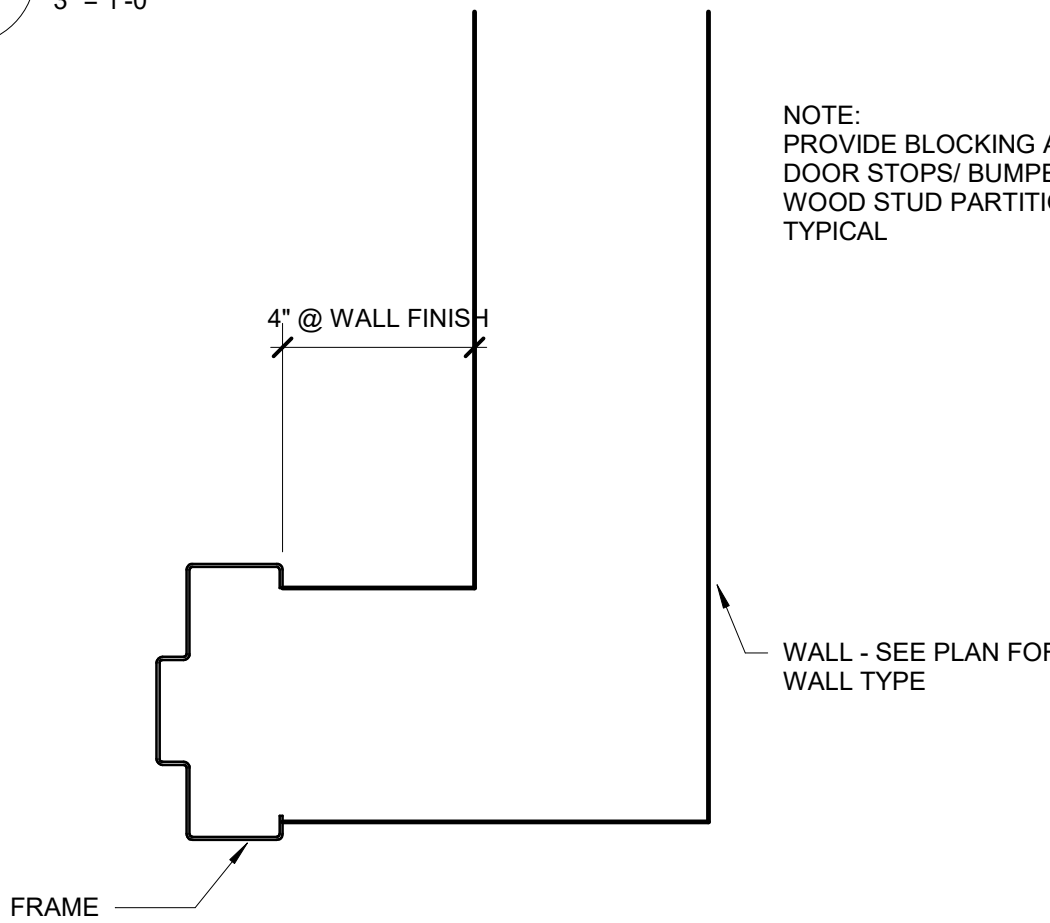 3" = 1'-0"
NOTE:
PROVIDE BLOCKING A
DOOR STOPS/ BUMPE
WOOD STUD PARTITI
TYPICAL
4" @ WALL FINISH
WALL - SEE PLAN FOR
WALL TYPE
FRAME